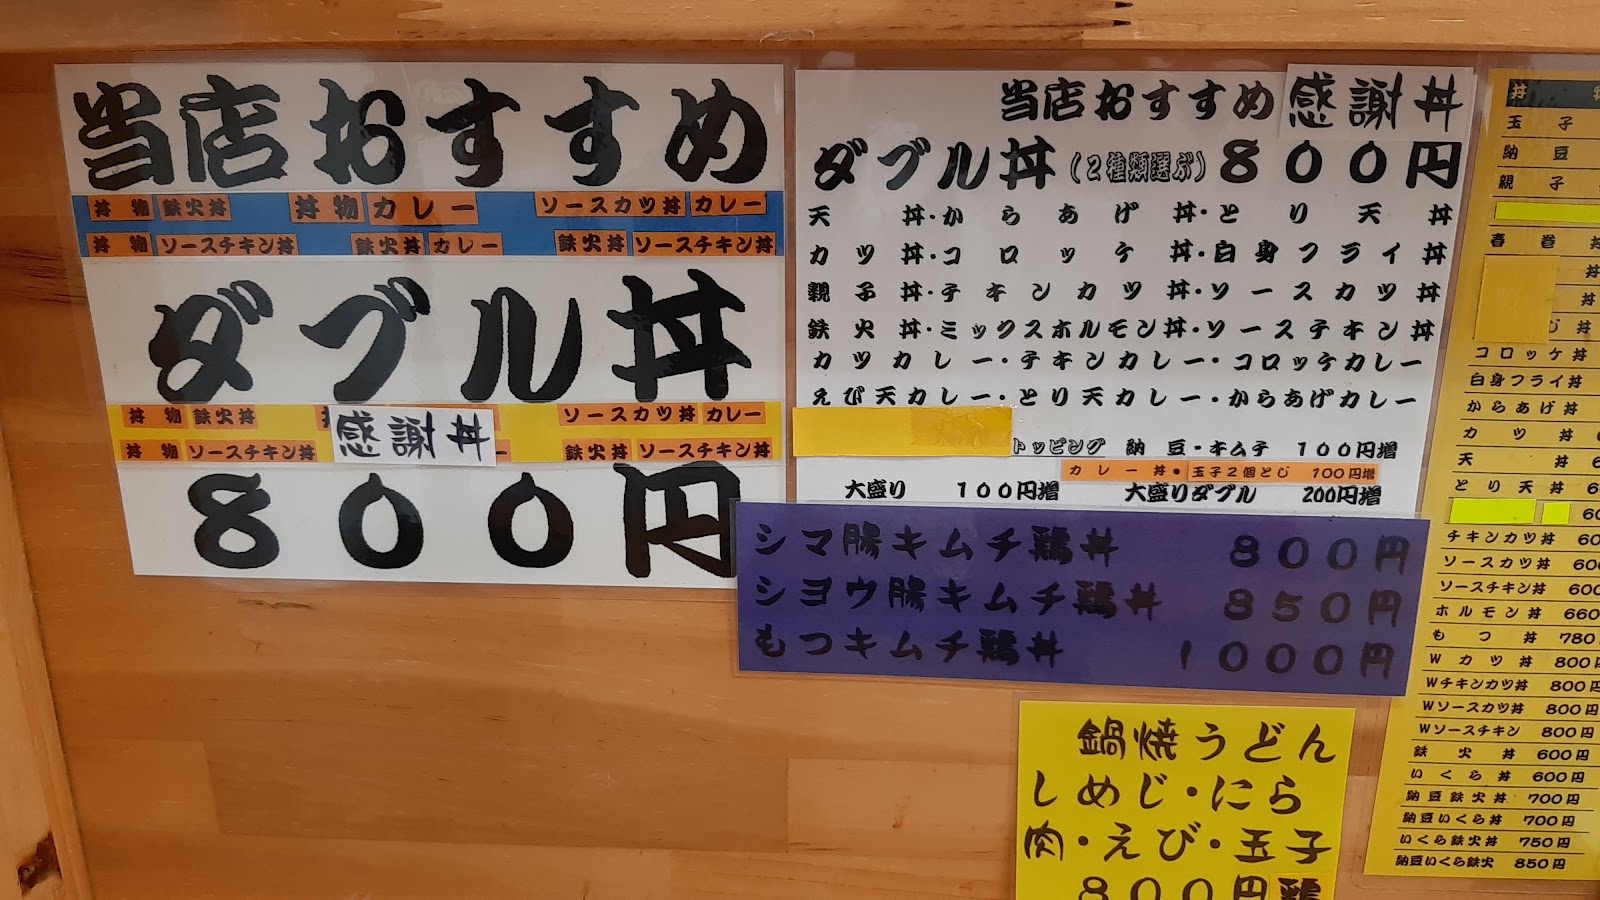 当店おすすめ
丼物 鉄火丼 丼物 カレー ソースカツ丼 カレー
丼物 ソースチキン丼 鉄火丼 カレー 鉄火丼 ソースチキン丼
ダブル丼
丼物 鉄火丼 ソースカツ丼 カレー
感謝丼
丼物 ソースチキン丼 鉄火丼 ソースチキン丼
800円
当店おすすめ 感謝丼
ダブル丼(2種類選ぶ)800円
天丼・からあげ丼・とり天丼
カツ丼・コロッケ丼・白身フライ丼
親子丼・チキンカツ丼・ソースカツ丼
鉄火丼・ミックスホルモン丼・ソースチキン丼
カツカレー・チキンカレー・コロッケカレー
えび天カレー・とり天カレー・からあげカレー
トッピング 納豆・キムチ 100円増
カレー丼・玉子2個とじ 100円増
大盛り 100円増 大盛りダブル 200円増
シマ腸キムチ鶏丼 800円
ショウ腸キムチ鶏丼 850円
もつキムチ鶏丼 1000円
鍋焼うどん
しめじ・にら
肉・えび・玉子
800円 鶏
丼
玉子
納豆
親子
春巻丼
丼
丼
じ丼
コロッケ丼
白身フライ丼
からあげ丼
カツ丼
天丼
とり天丼
チキンカツ丼
ソースカツ丼
ソースチキン丼 600
ホルモン丼 660
もつ丼 780
Wカツ丼 800円
Wチキンカツ丼 800円
Wソースカツ丼 800円
Wソースチキン 800円
鉄火丼 600円
いくら丼 600円
納豆鉄火丼 700円
納豆いくら丼 700円
いくら鉄火丼 750円
納豆いくら鉄火 850円